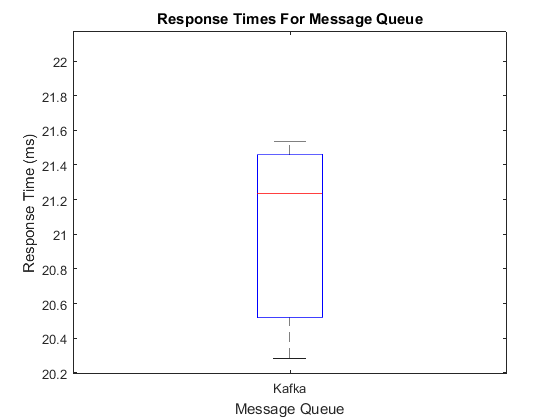 Response Times For Message Queue
22
21.8
21.6
21.4
21.2
21
20.8
20.6
20.4
20.2
Response Time (ms)
Kafka
Message Queue